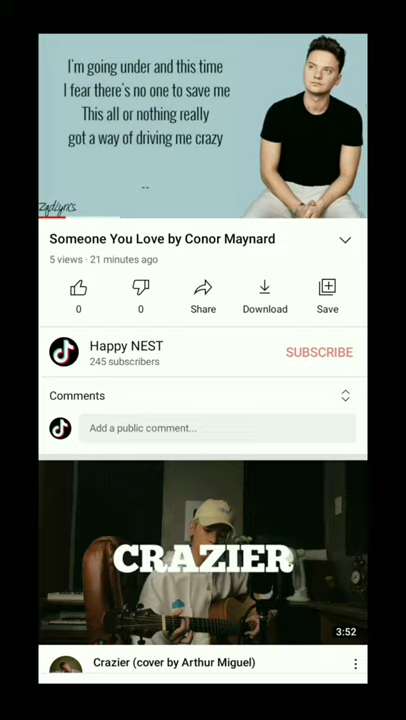 I'm going under and this time
I fear there's no one to save me
This all or nothing really
got a way of driving me crazy
--
zgdlyrics
Someone You Love by Conor Maynard
5 views · 21 minutes ago
0
0
Share
Download
Save
Happy NEST
245 subscribers
SUBSCRIBE
Comments
Add a public comment...
CRAZIER
3:52
Crazier (cover by Arthur Miguel)